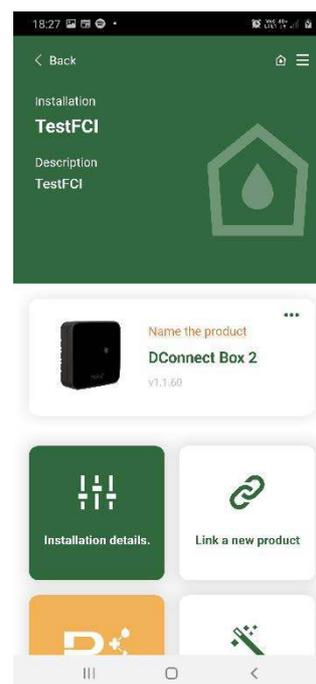 18:27
Back
Installation
TestFCI
Description
TestFCI
Name the product
DConnect Box 2
v1.1.60
Installation details.
Link a new product